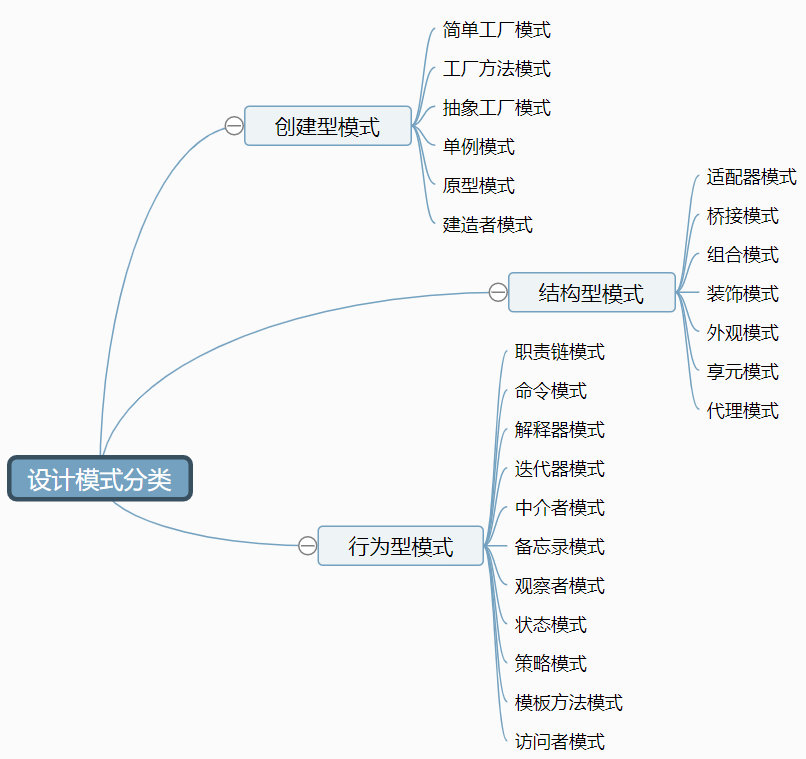 设计模式分类
创建型模式
简单工厂模式
工厂方法模式
抽象工厂模式
单例模式
原型模式
建造者模式
结构型模式
适配器模式
桥接模式
组合模式
装饰模式
外观模式
享元模式
代理模式
行为型模式
职责链模式
命令模式
解释器模式
迭代器模式
中介者模式
备忘录模式
观察者模式
状态模式
策略模式
模板方法模式
访问者模式